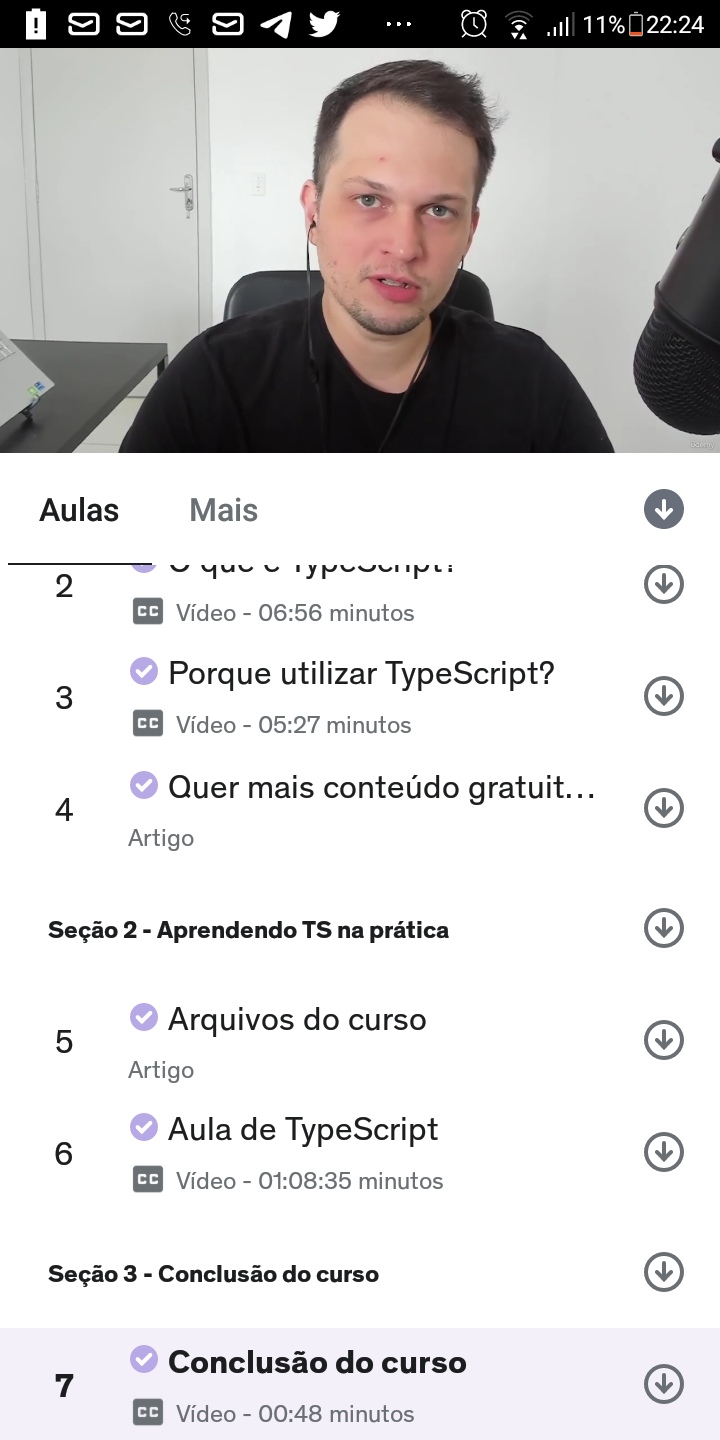 11% 22:24
Udemy
Aulas Mais
2 O que é TypeScript?
CC Vídeo - 06:56 minutos
3 Porque utilizar TypeScript?
CC Vídeo - 05:27 minutos
4 Quer mais conteúdo gratuit...
Artigo
Seção 2 - Aprendendo TS na prática
5 Arquivos do curso
Artigo
6 Aula de TypeScript
CC Vídeo - 01:08:35 minutos
Seção 3 - Conclusão do curso
7 Conclusão do curso
CC Vídeo - 00:48 minutos